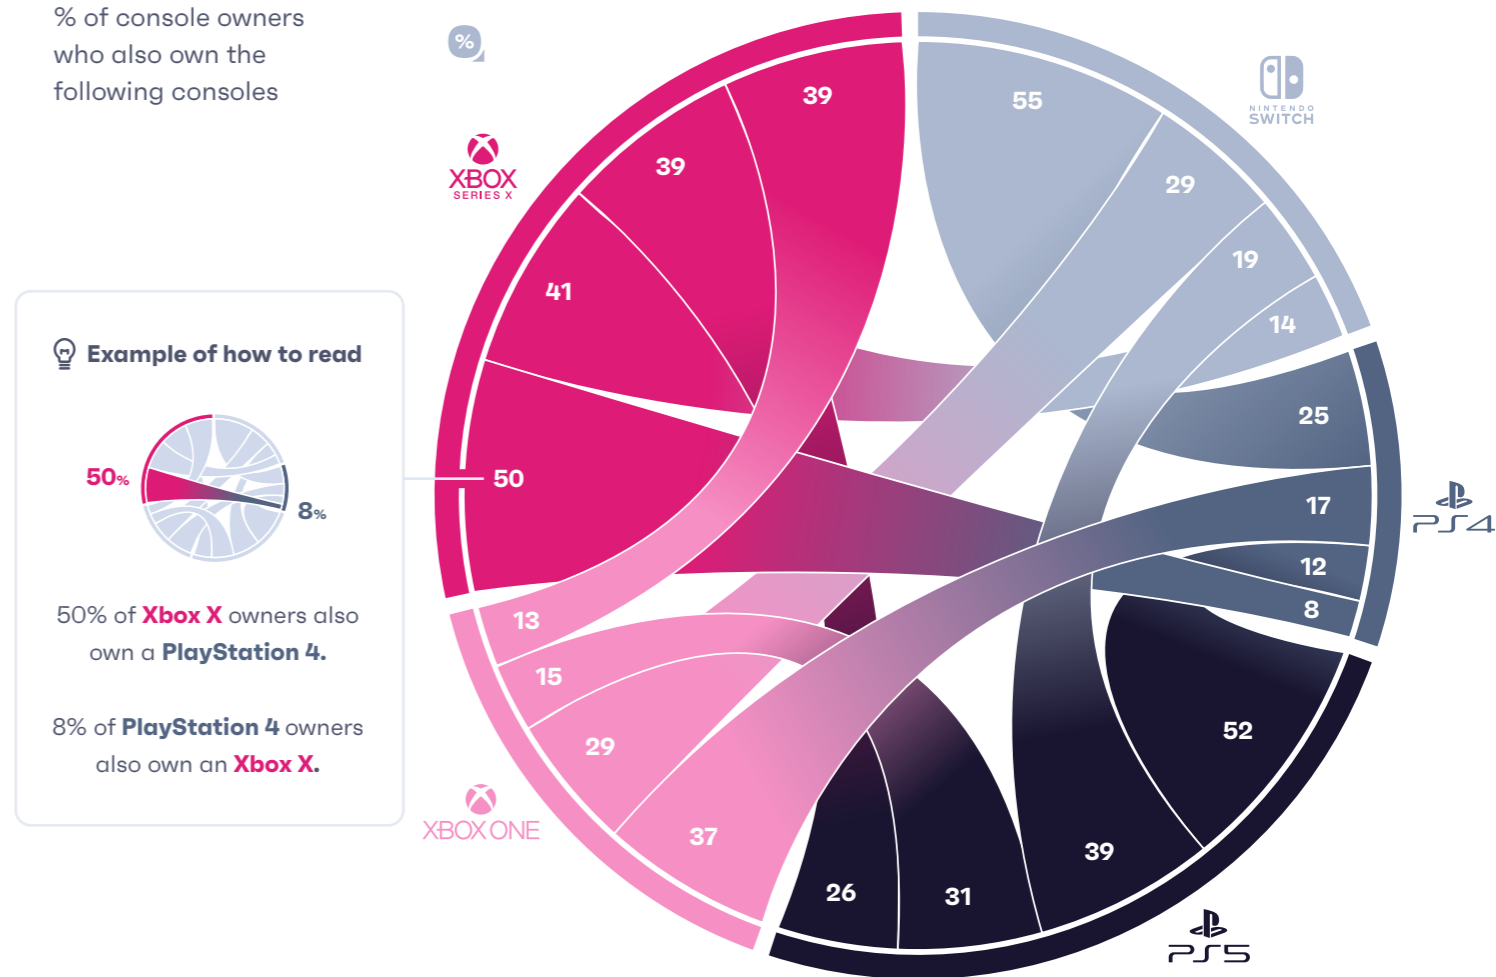 % of console owners
who also own the
following consoles
%
XBOX
SERIES X
NINTENDO
SWITCH
PS4
PS5
XBOX ONE
39
39
41
50
55
29
19
14
25
17
12
8
52
39
31
26
37
29
15
13
Example of how to read
50%
8%
50% of Xbox X owners also
own a PlayStation 4.
8% of PlayStation 4 owners
also own an Xbox X.